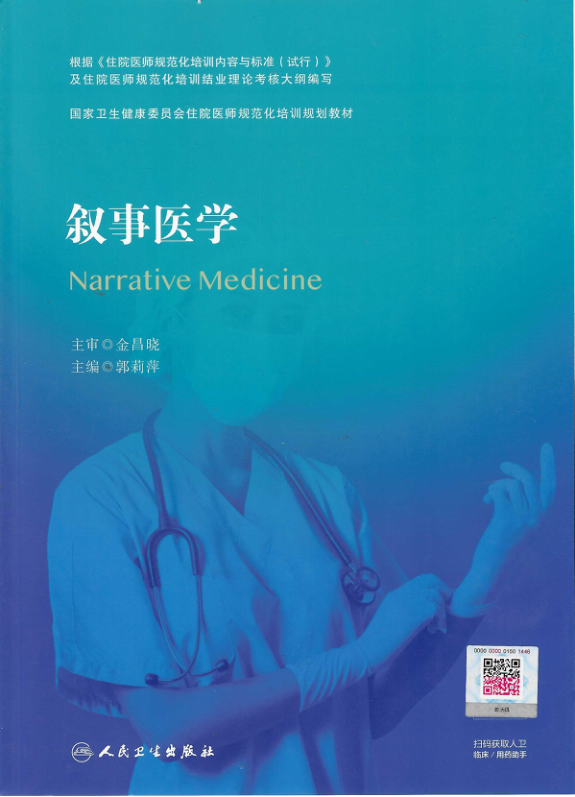 根据《住院医师规范化培训内容与标准（试行）》
及住院医师规范化培训结业理论考核大纲编写
国家卫生健康委员会住院医师规范化培训规划教材
叙事医学
Narrative Medicine
主审◎金昌晓
主编◎郭莉萍
0000 0000 0150 1446
人民卫生出版社
扫码获取人卫
临床/用药助手